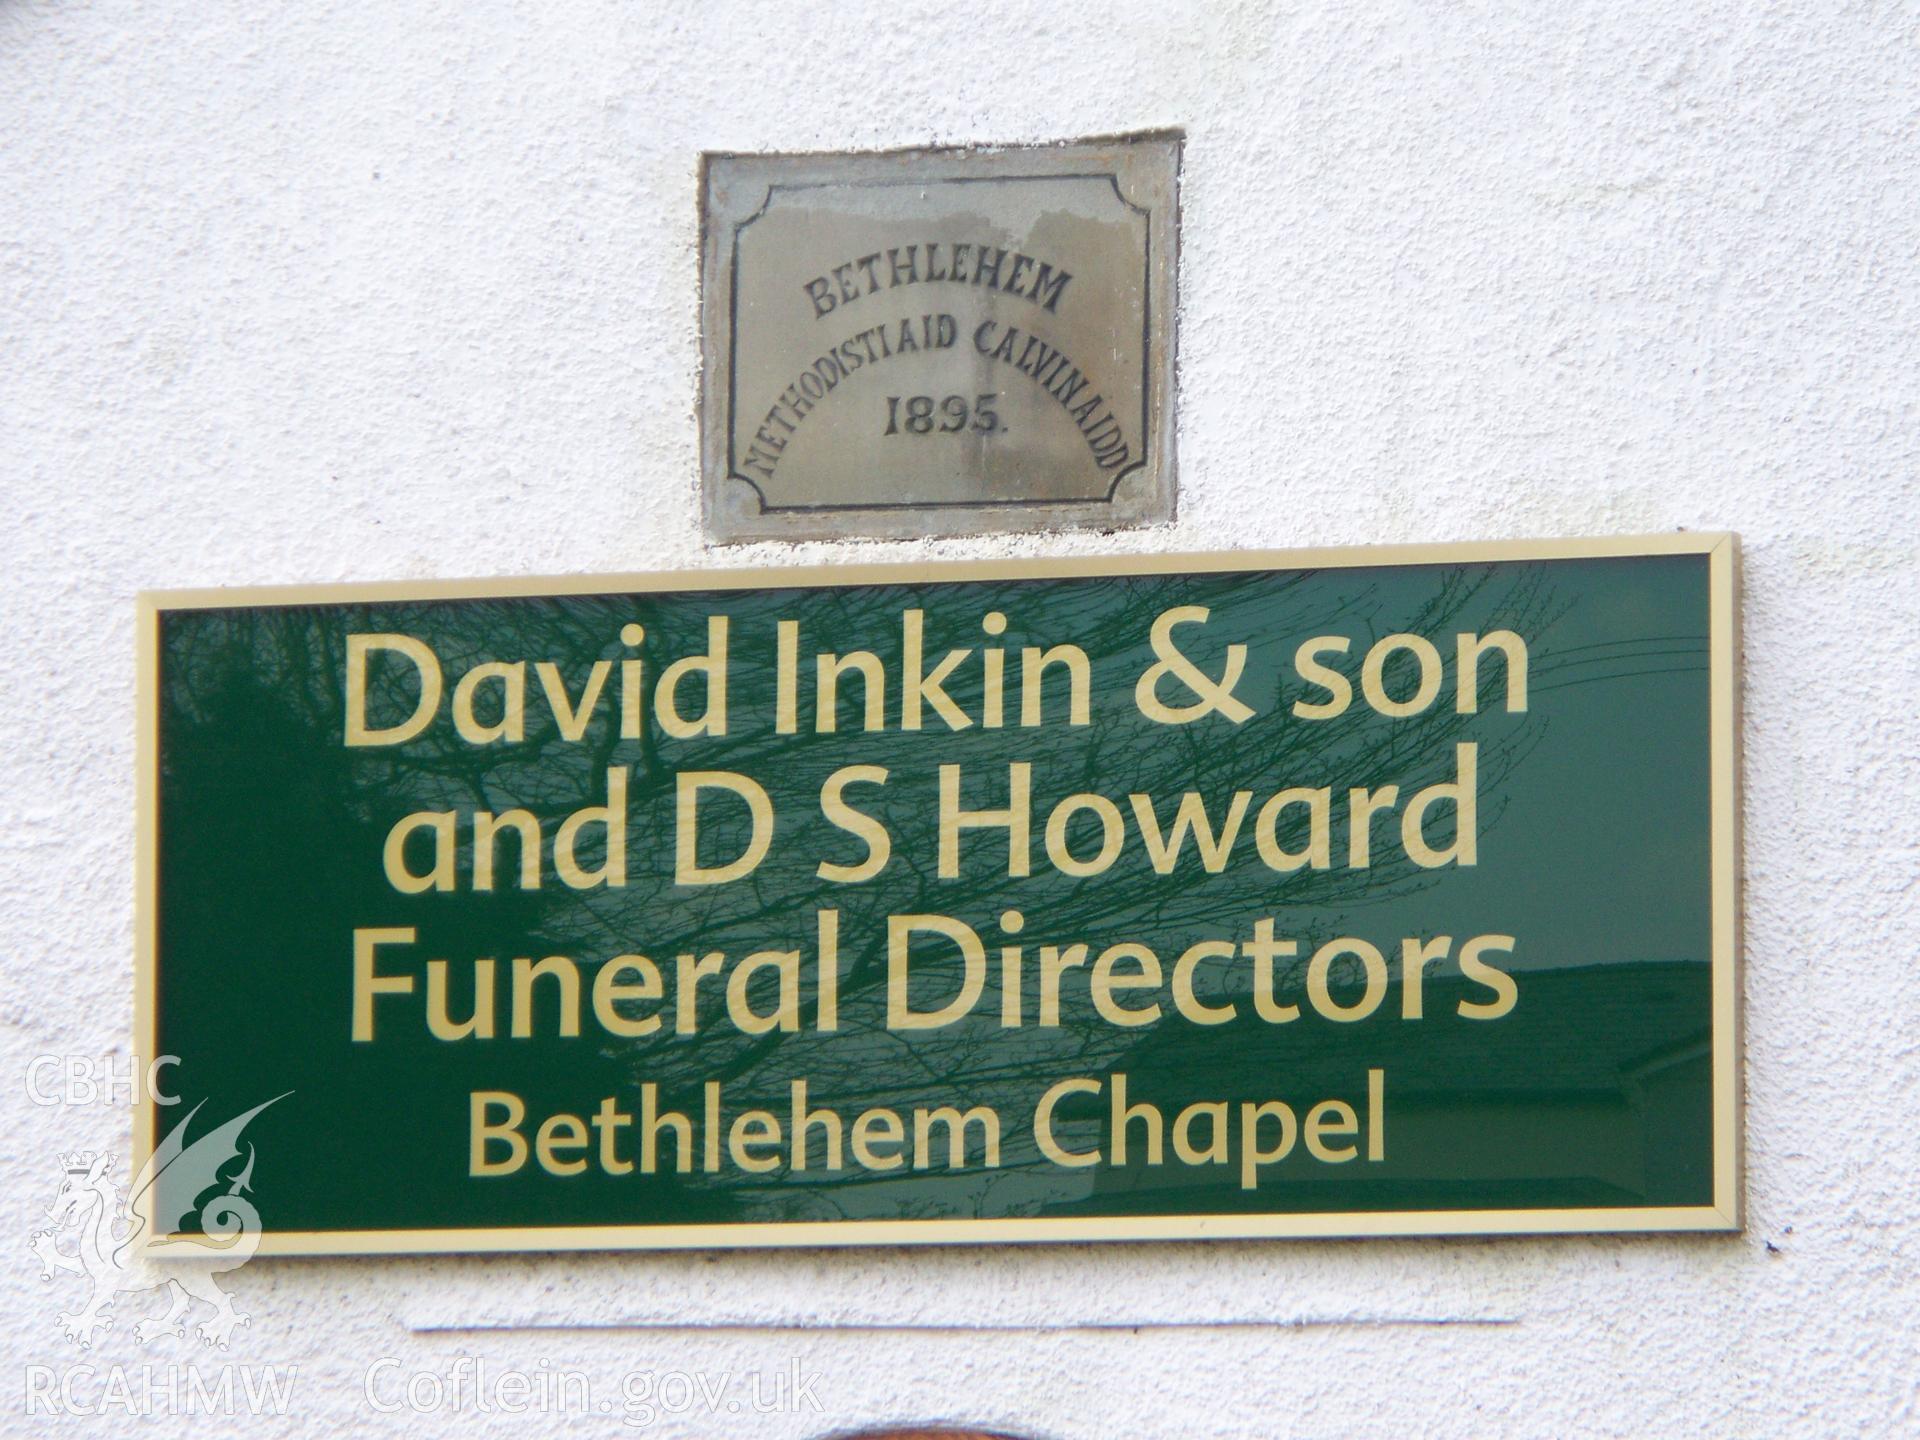 BETHLEHEM
METHODISTIAID CALVINAIDD
1895.
David Inkin & son
and D S Howard
Funeral Directors
Bethlehem Chapel
CBHC
RCAHMW Coflein.gov.uk